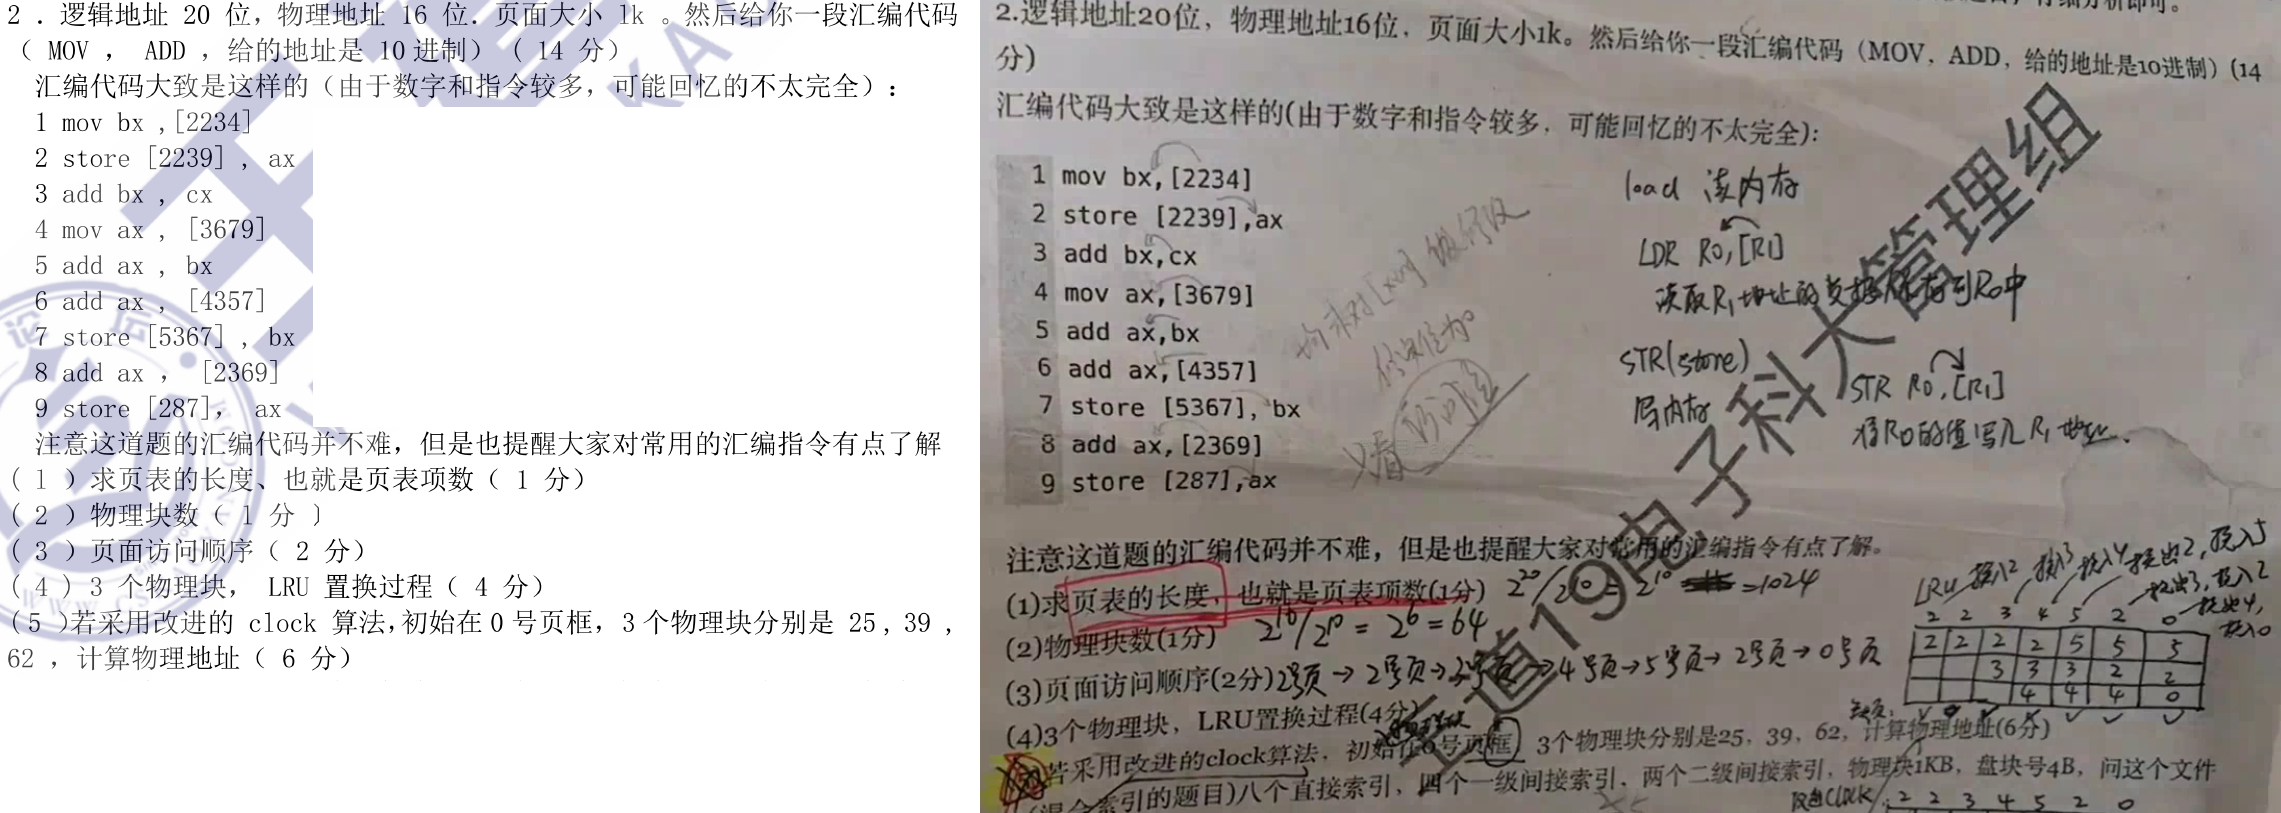 2．逻辑地址 20 位，物理地址 16 位．页面大小 lk 。然后给你一段汇编代码
（ MOV ， ADD ，给的地址是 10 进制）（ 14 分）
汇编代码大致是这样的（由于数字和指令较多，可能回忆的不太完全）：
1 mov bx ,[2234]
2 store [2239] , ax
3 add bx , cx
4 mov ax , [3679]
5 add ax , bx
6 add ax , [4357]
7 store [5367] , bx
8 add ax ， [2369]
9 store [287]， ax
注意这道题的汇编代码并不难，但是也提醒大家对常用的汇编指令有点了解
( l ）求页表的长度、也就是页表项数（ 1 分）
( 2 ）物理块数（ l 分 〕
( 3 ）页面访问顺序（ 2 分）
( 4 ) 3 个物理块， LRU 置换过程（ 4 分）
( 5 )若采用改进的 clock 算法,初始在 0 号页框，3 个物理块分别是 25 , 39 ,
62 ，计算物理地址（ 6 分）
2.逻辑地址20位，物理地址16位．页面大小1k。然后给你一段汇编代码（MOV，ADD，给的地址是10进制）(14
分)
汇编代码大致是这样的(由于数字和指令较多，可能回忆的不太完全):
1 mov bx,[2234]
2 store [2239],ax
3 add bx,cx
4 mov ax,[3679]
5 add ax,bx
6 add ax,[4357]
7 store [5367], bx
8 add ax,[2369]
9 store [287],ax
load 读内存
LDR R0,[R1]
读取R1地址的数据保存到R0中
STR(store)
写内存
STR R0,[R1]
将R0的值写入R1地址.
注意这道题的汇编代码并不难，但是也提醒大家对常用的汇编指令有点了解。
(1)求页表的长度，也就是页表项数(1分) 2^20/2^10 = 2^10 =1024
(2)物理块数(1分) 2^16/2^10 = 2^6 = 64
(3)页面访问顺序(2分) 2号页→2号页→3号页→4号页→5号页→2号页→0号页
(4)3个物理块，LRU置换过程(4分)
若采用改进的clock算法，初始在0号页框，3个物理块分别是25，39，62，计算物理地址(6分)
(混合索引的题目)八个直接索引，四个一级间接索引．两个二级间接索引，物理块1KB，盘块号4B，问这个文件
LRU 换入2 换入3 换入4 换出2,换入5
换出3,换入2
换出4,
换入0
2 2 3 4 5 2 0
2 2 2 2 5 5 5
3 3 3 2 2
4 4 4 0
改进CLOCK 2 2 3 4 5 2 0
王道19电子科大管理组